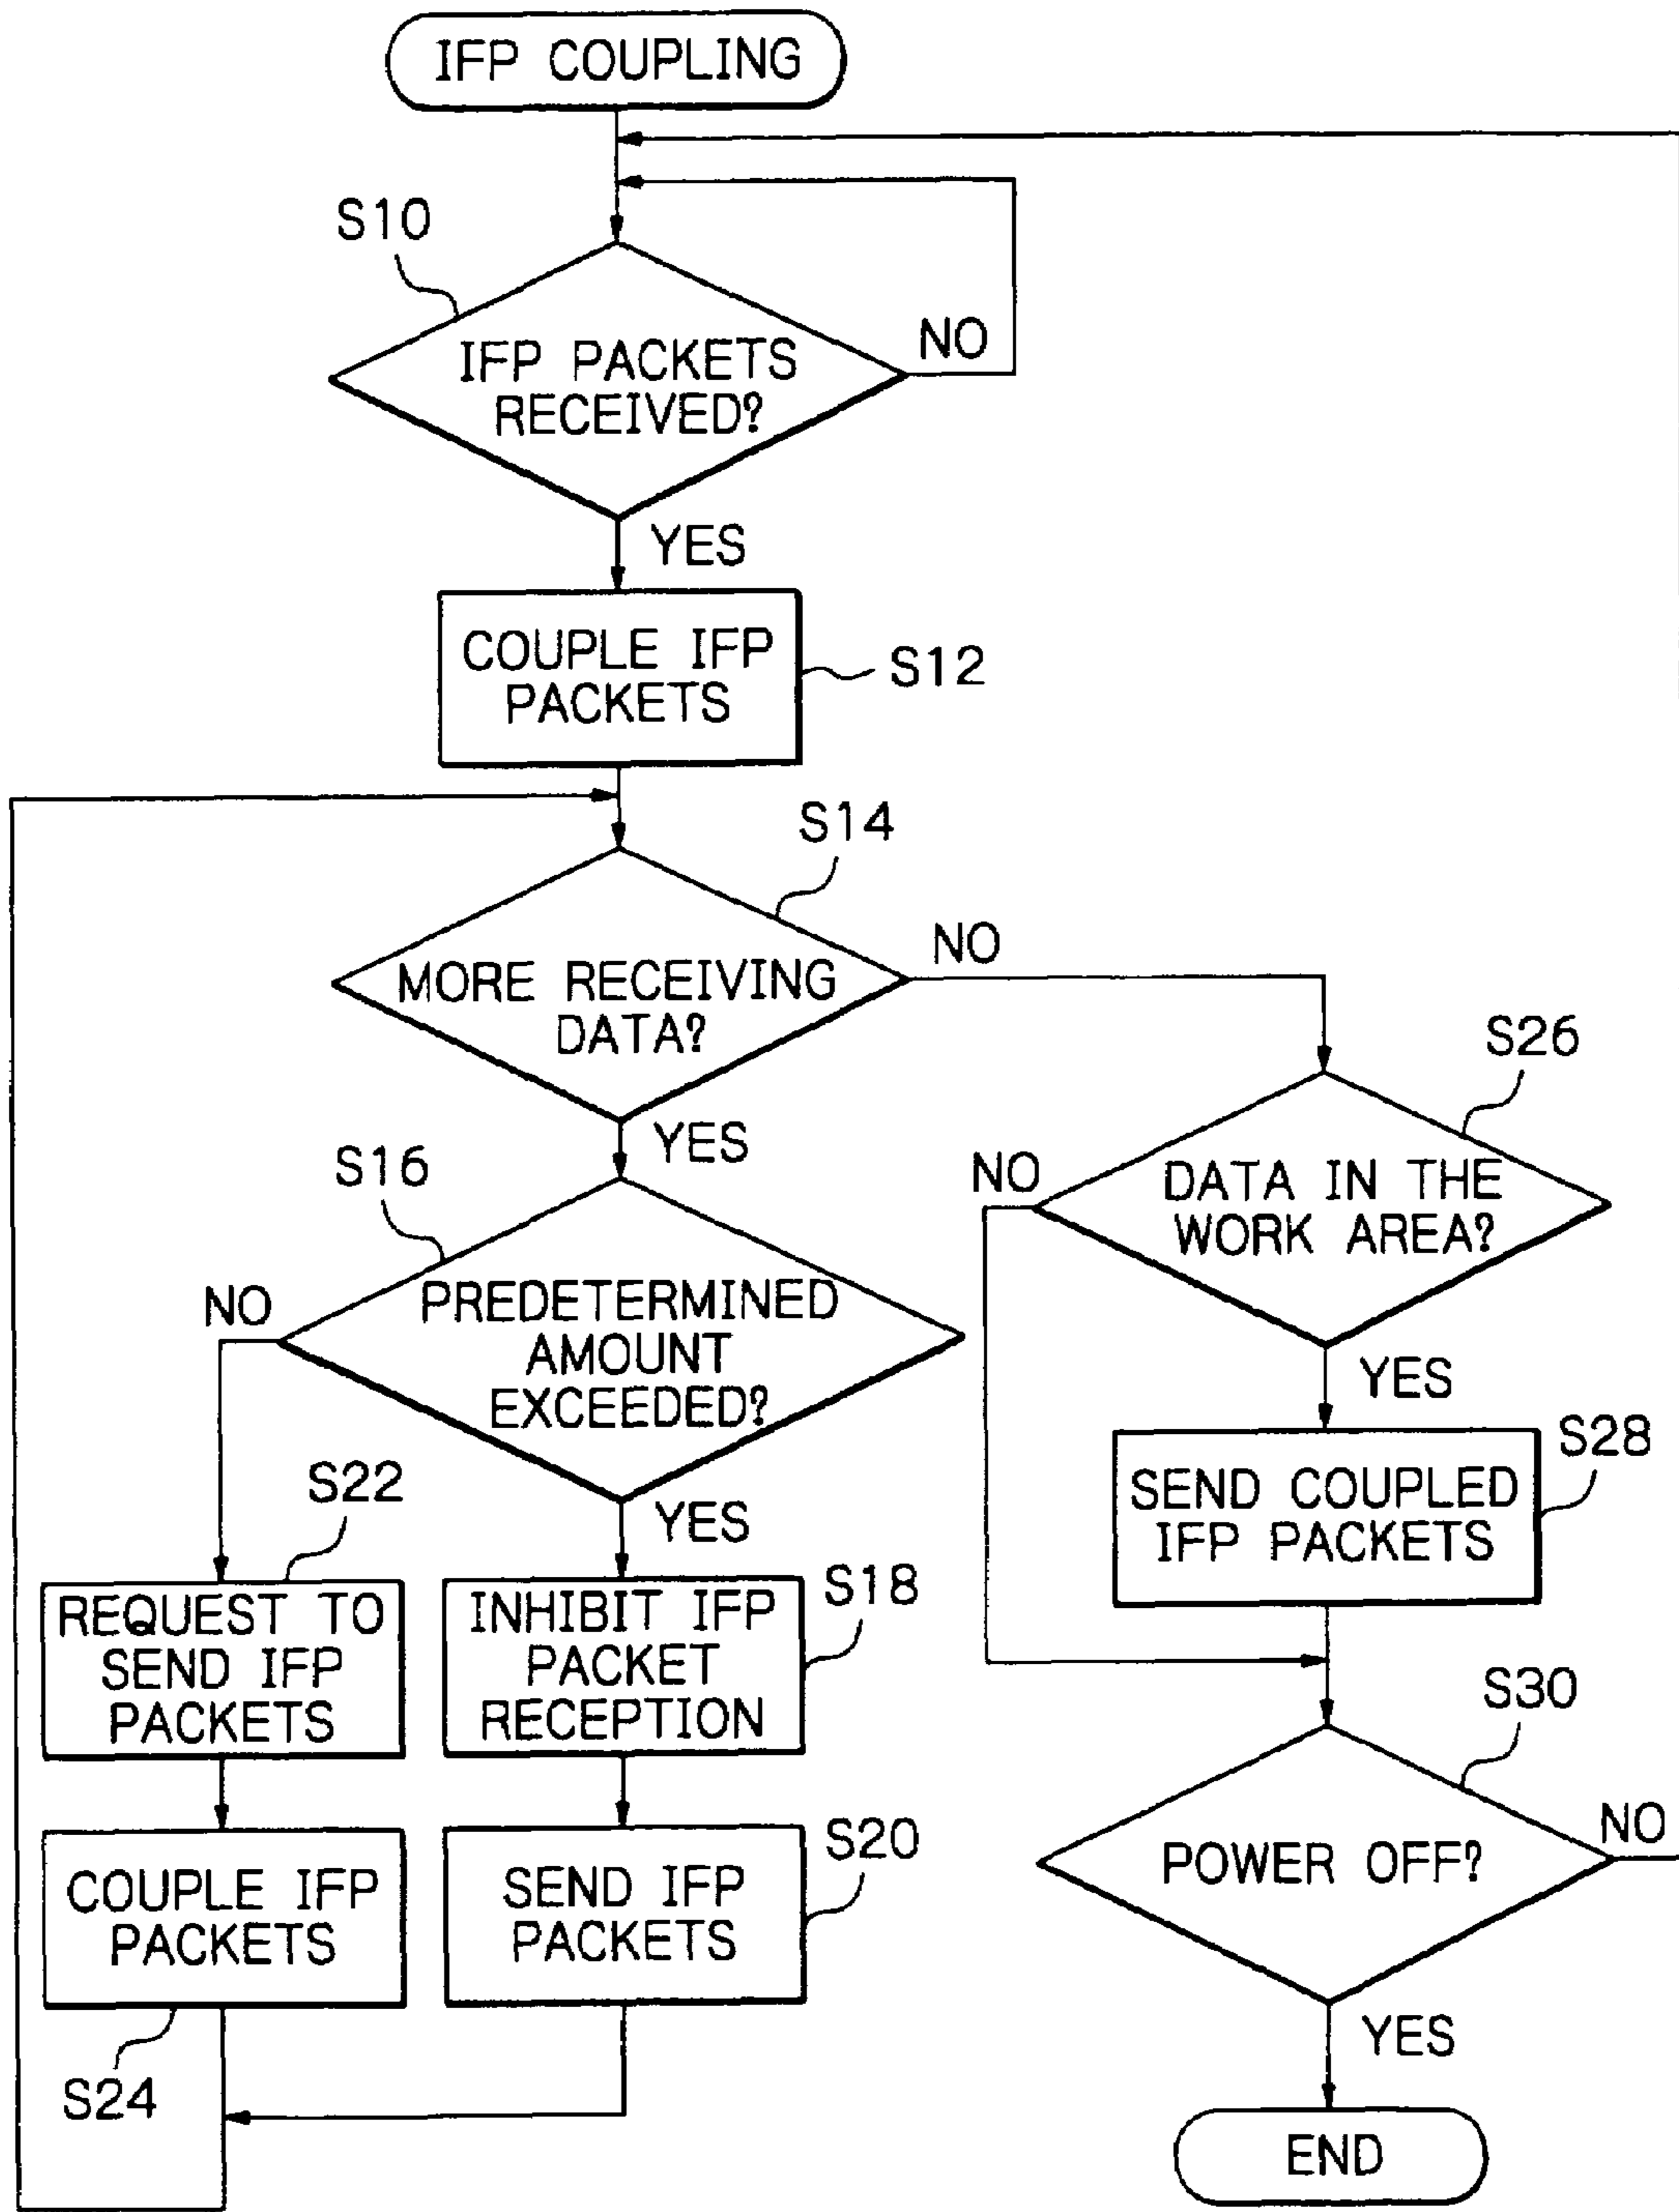 IFP COUPLING
S10
IFP PACKETS
RECEIVED?
NO
YES
COUPLE IFP
PACKETS
S12
S14
MORE RECEIVING
DATA?
NO
YES
S16
PREDETERMINED
AMOUNT
EXCEEDED?
NO
YES
S26
DATA IN THE
WORK AREA?
NO
YES
S22
REQUEST TO
SEND IFP
PACKETS
INHIBIT IFP
PACKET
RECEPTION
S18
S28
SEND COUPLED
IFP PACKETS
COUPLE IFP
PACKETS
S24
SEND IFP
PACKETS
S20
S30
POWER OFF?
NO
YES
END